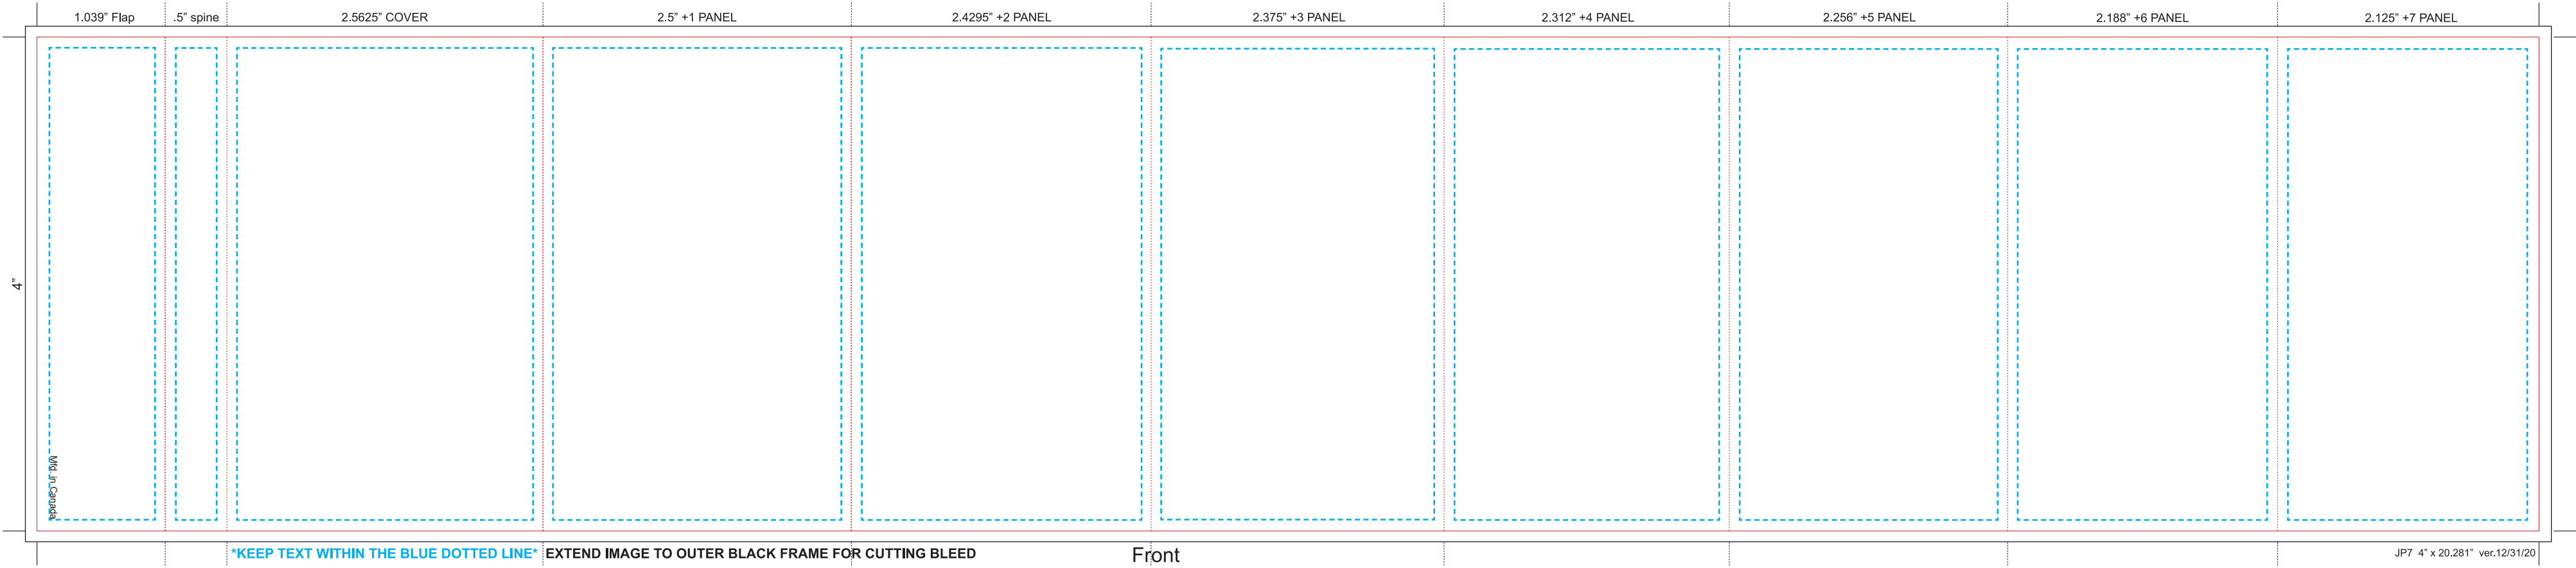 1.039” Flap
.5” spine
2.5625” COVER
2.5” +1 PANEL
2.4295” +2 PANEL
2.375” +3 PANEL
2.312” +4 PANEL
2.256” +5 PANEL
2.188” +6 PANEL
2.125” +7 PANEL
4”
Mfd. in Canada
*KEEP TEXT WITHIN THE BLUE DOTTED LINE* EXTEND IMAGE TO OUTER BLACK FRAME FOR CUTTING BLEED
Front
JP7 4” x 20.281” ver.12/31/20